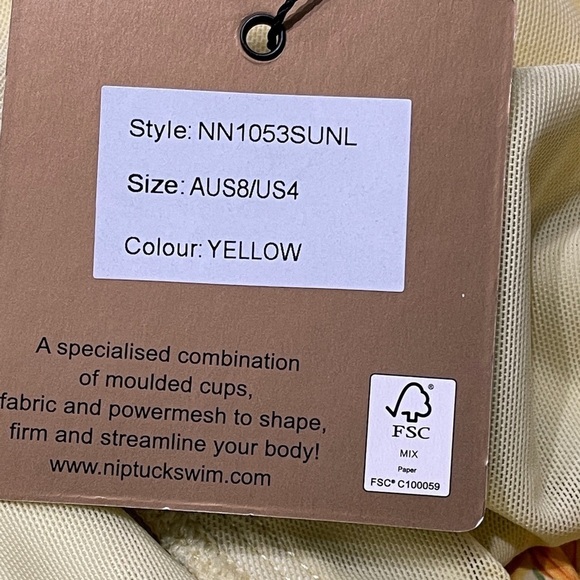 Style: NN1053SUNL
Size: AUS8/US4
Colour: YELLOW
A specialised combination
of moulded cups,
fabric and powermesh to shape,
firm and streamline your body!
www.niptuckswim.com
®
FSC
MIX
Paper
FSC® C100059